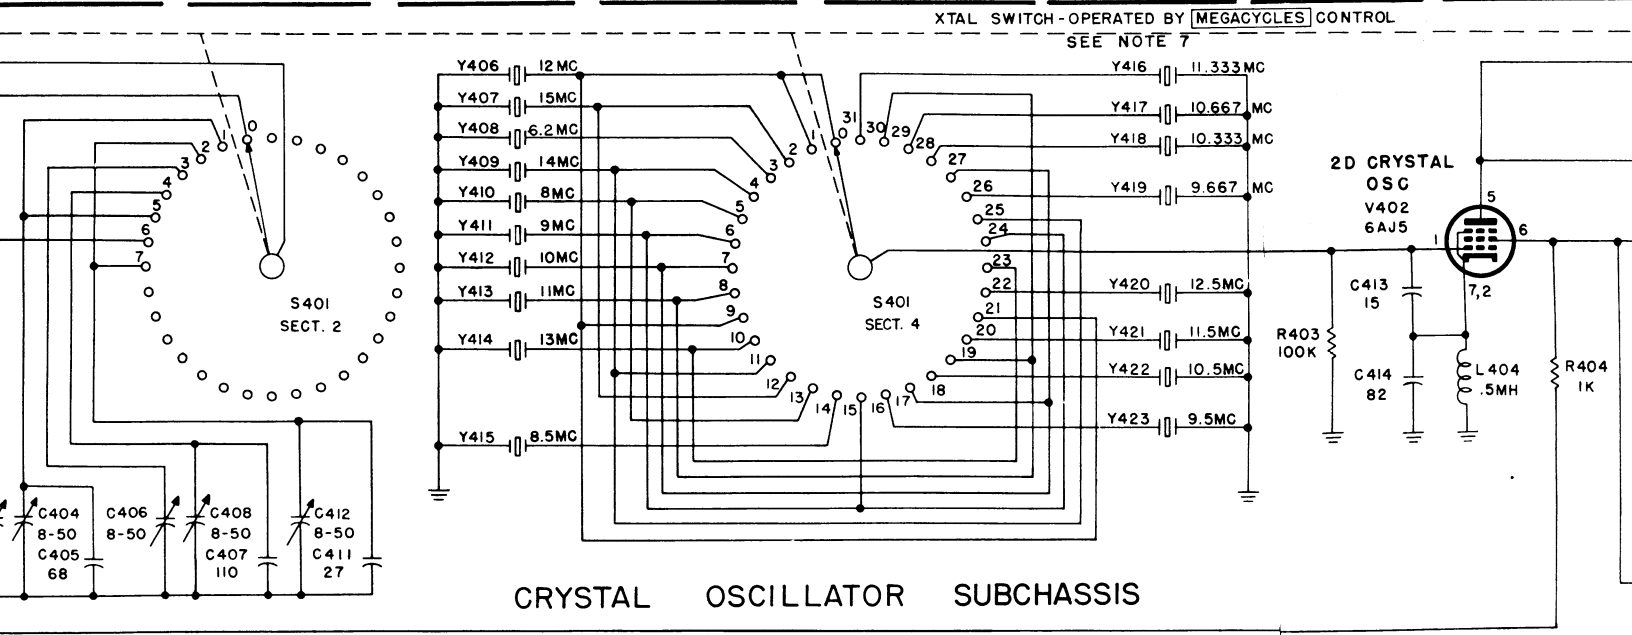 XTAL SWITCH-OPERATED BY MEGACYCLES CONTROL
SEE NOTE 7
Y406 12MC
Y407 15MC
Y408 6.2MC
Y409 14MC
Y410 8MC
Y411 9MC
Y412 10MC
Y413 11MC
Y414 13MC
Y415 8.5MC
0
1
2
3
4
5
6
7
S401
SECT. 2
0
1
2
3
4
5
6
7
8
9
10
11
12
13
14
15
16
17
18
19
20
21
22
23
24
25
26
27
28
29
30
31
S401
SECT. 4
Y416 11.333MC
Y417 10.667 MC
Y418 10.333 MC
Y419 9.667 MC
Y420 12.5MC
Y421 11.5MC
Y422 10.5MC
Y423 9.5MC
2D CRYSTAL
OSC
V402
6AJ5
5
1
6
7,2
C413
15
R403
100K
C414
82
L404
.5MH
R404
1K
C404
8-50
C405
68
C406
8-50
C408
8-50
C407
110
C412
8-50
C411
27
CRYSTAL OSCILLATOR SUBCHASSIS